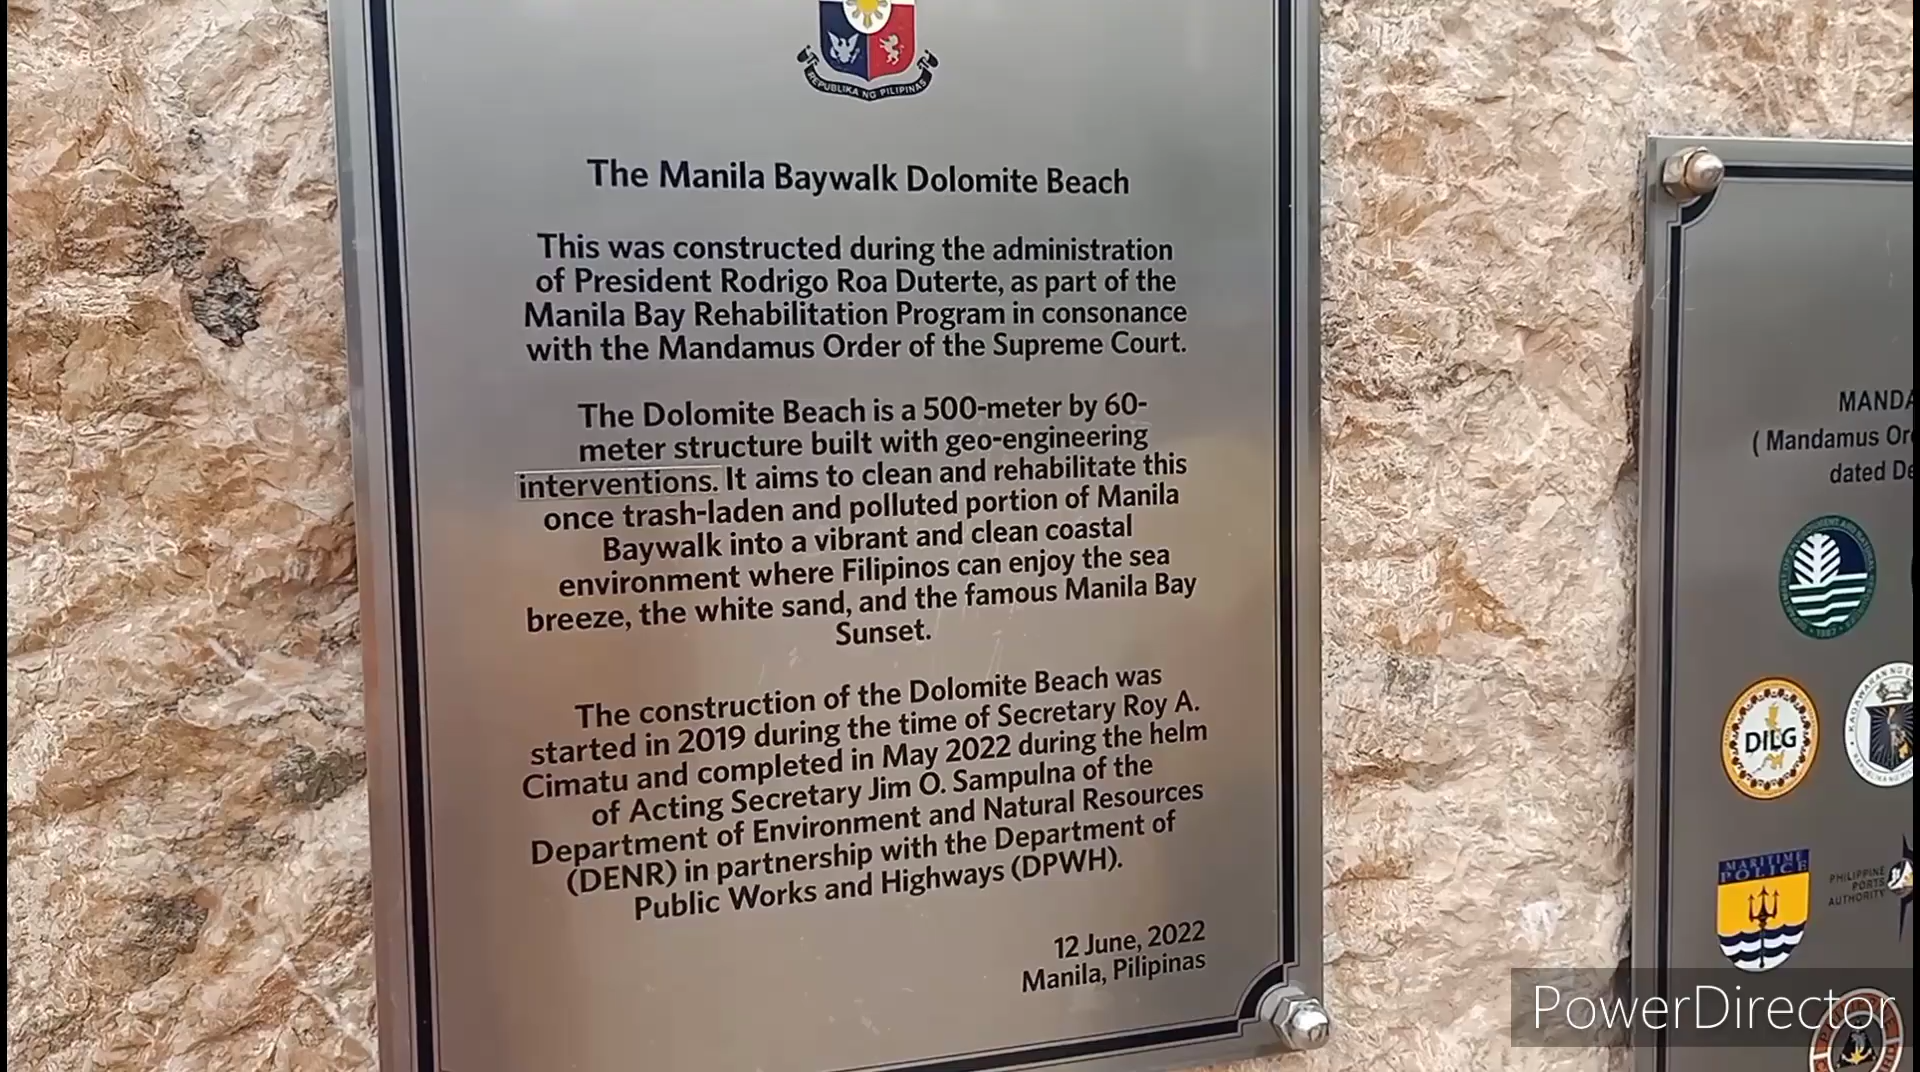 REPUBLIKA NG PILIPINAS
The Manila Baywalk Dolomite Beach
This was constructed during the administration
of President Rodrigo Roa Duterte, as part of the
Manila Bay Rehabilitation Program in consonance
with the Mandamus Order of the Supreme Court.
The Dolomite Beach is a 500-meter by 60-
meter structure built with geo-engineering
interventions. It aims to clean and rehabilitate this
once trash-laden and polluted portion of Manila
Baywalk into a vibrant and clean coastal
environment where Filipinos can enjoy the sea
breeze, the white sand, and the famous Manila Bay
Sunset.
The construction of the Dolomite Beach was
started in 2019 during the time of Secretary Roy A.
Cimatu and completed in May 2022 during the helm
of Acting Secretary Jim O. Sampulna of the
Department of Environment and Natural Resources
(DENR) in partnership with the Department of
Public Works and Highways (DPWH).
12 June, 2022
Manila, Pilipinas
MANDA
( Mandamus Or
dated De
DILG
MARITIME
POLICE
PHILIPPINE
PORTS
AUTHORITY
PowerDirector